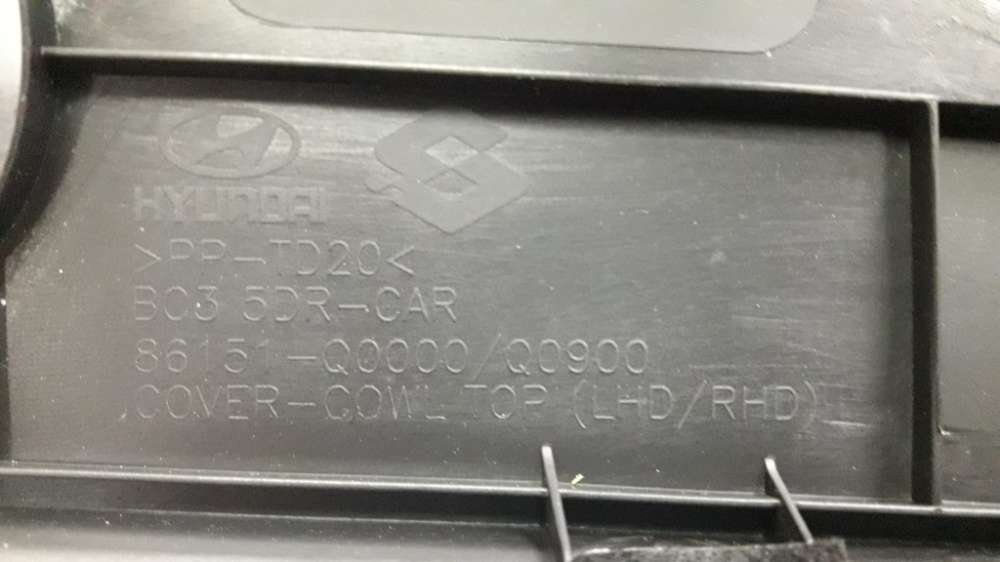 HYUNDAI
>PP-TD20<
BC3 5DR-CAR
86151-Q0000/Q0900
COVER-COWL TOP (LHD/RHD)